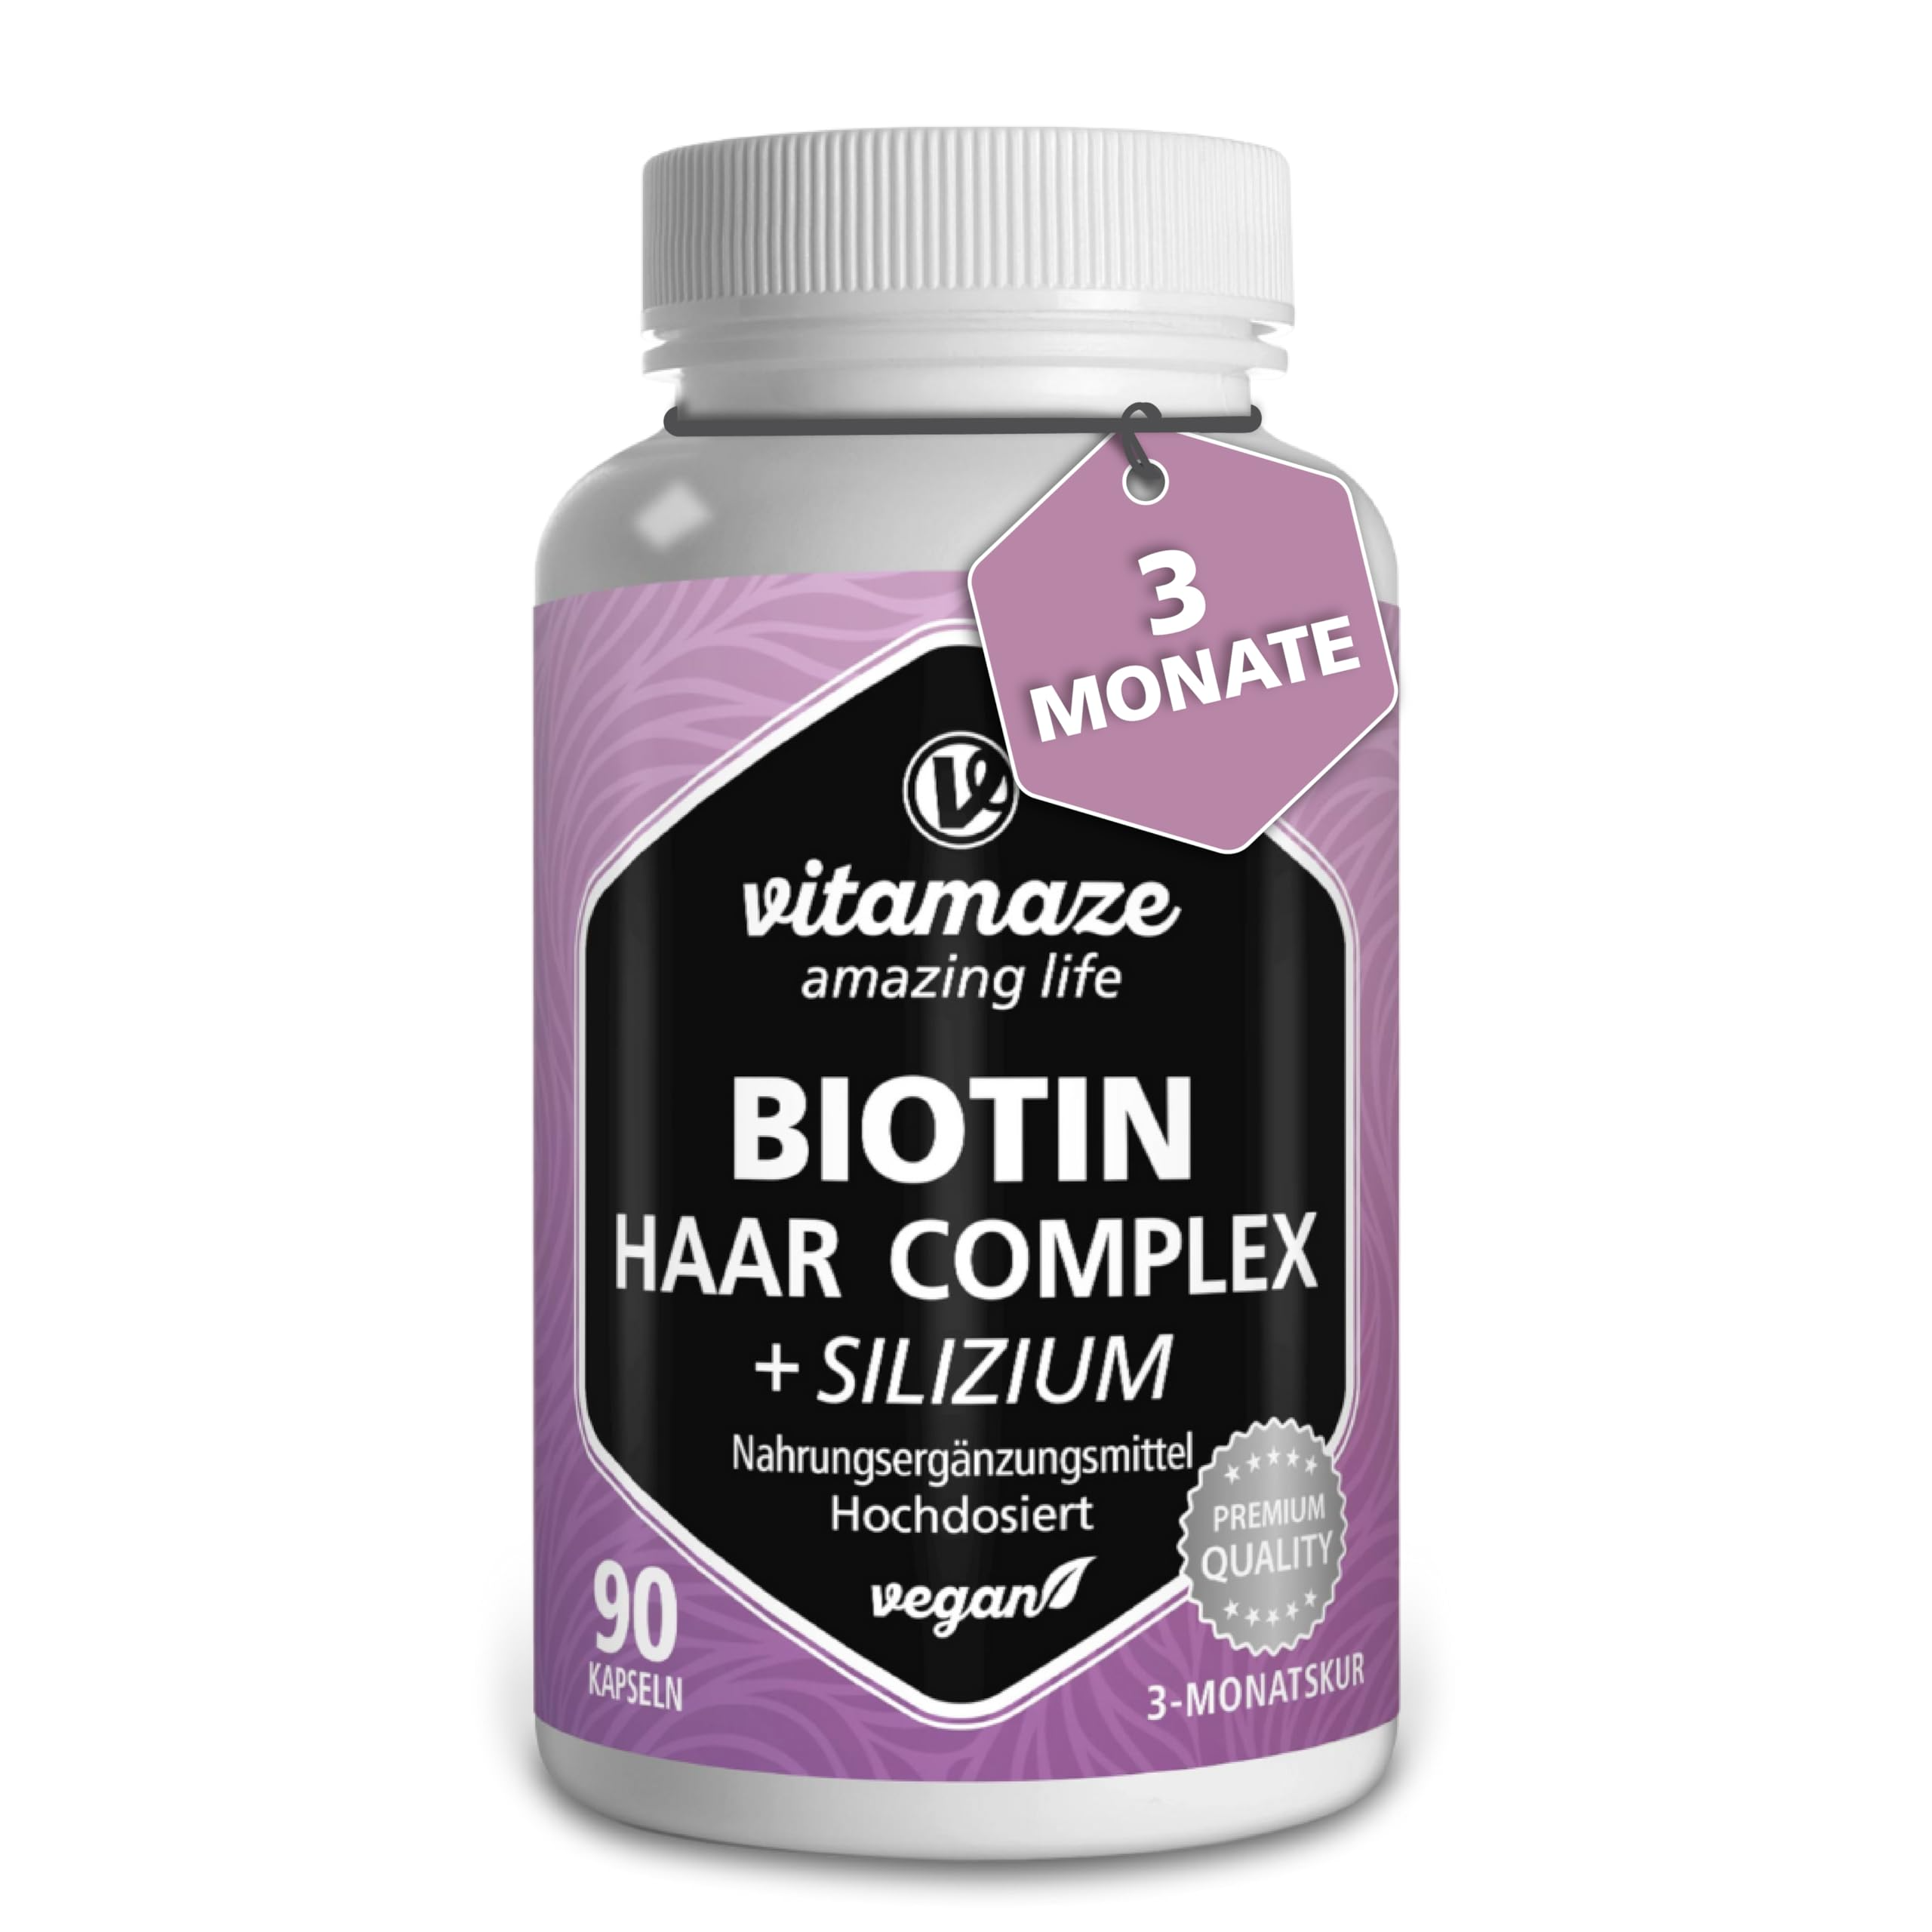 3
MONATE
vitamaze
amazing life
BIOTIN
HAAR COMPLEX
+ SILIZIUM
Nahrungsergänzungsmittel
Hochdosiert
vegan
PREMIUM
QUALITY
90
KAPSELN
3-MONATSKUR